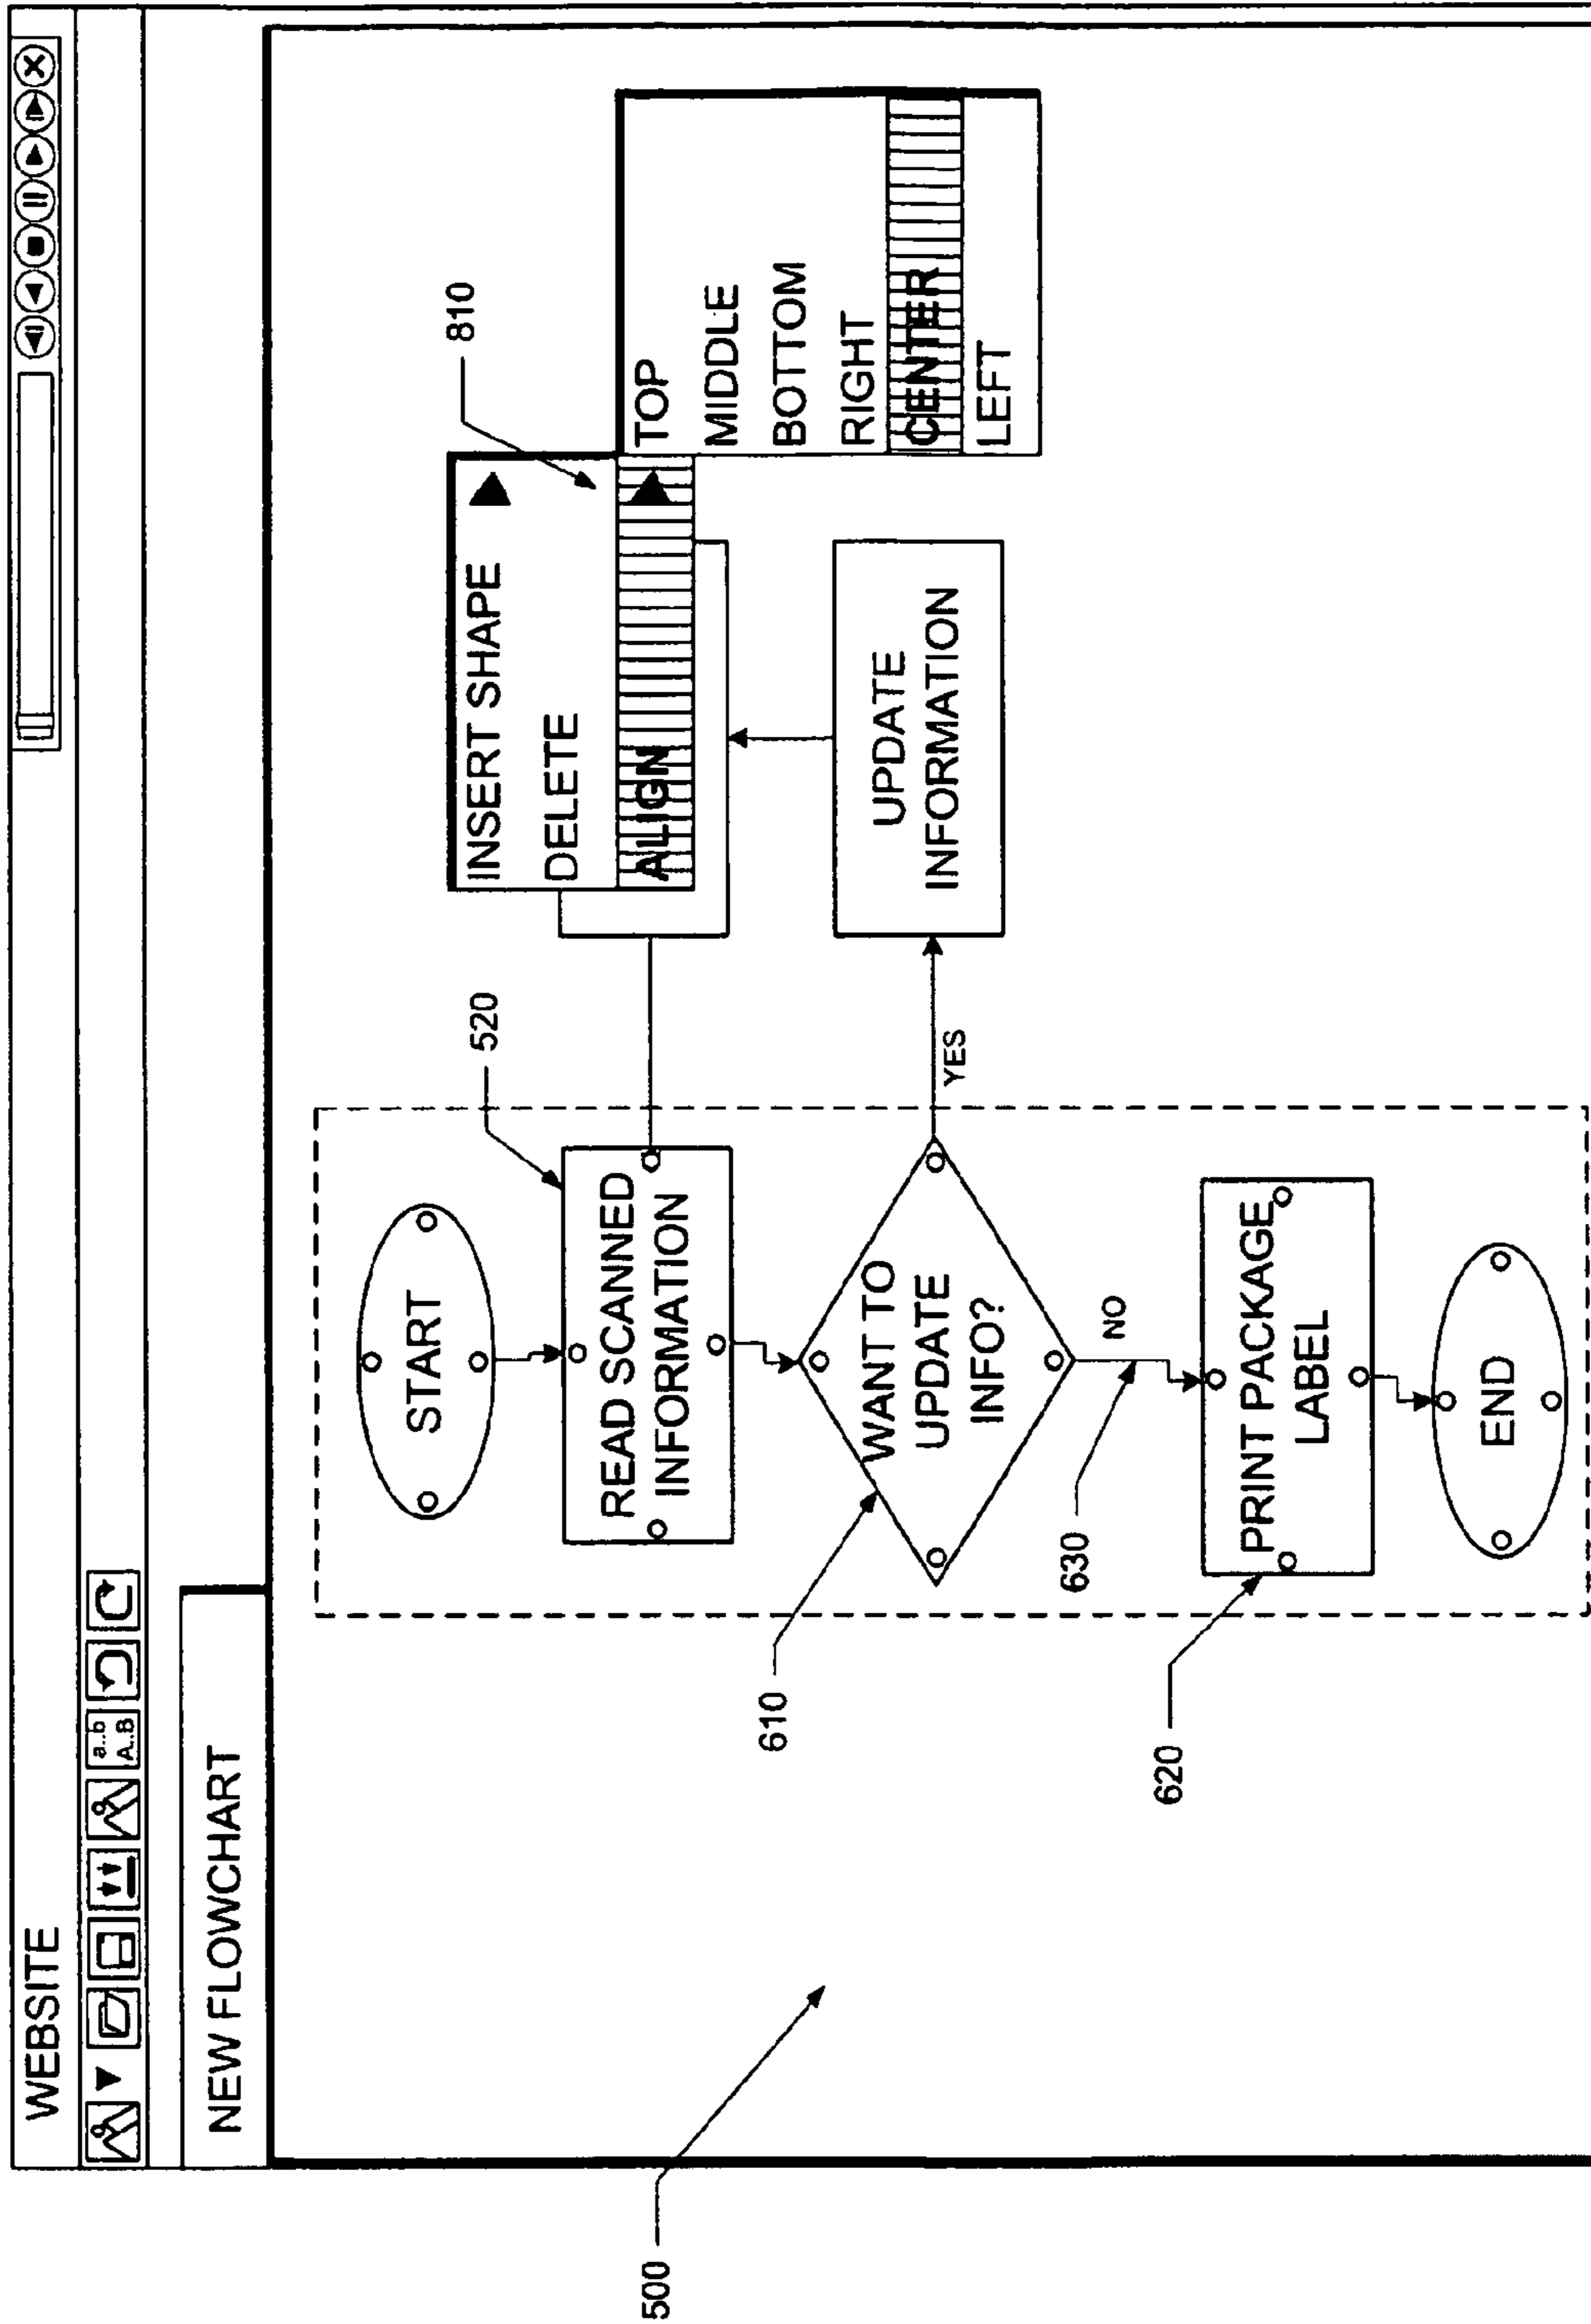 WEBSITE
a..b
A..B
NEW FLOWCHART
START
520
READ SCANNED
INFORMATION
INSERT SHAPE
DELETE
ALIGN
810
TOP
MIDDLE
BOTTOM
RIGHT
CENTER
LEFT
610
WANT TO
UPDATE
INFO?
YES
UPDATE
INFORMATION
630
NO
620
PRINT PACKAGE
LABEL
END
500